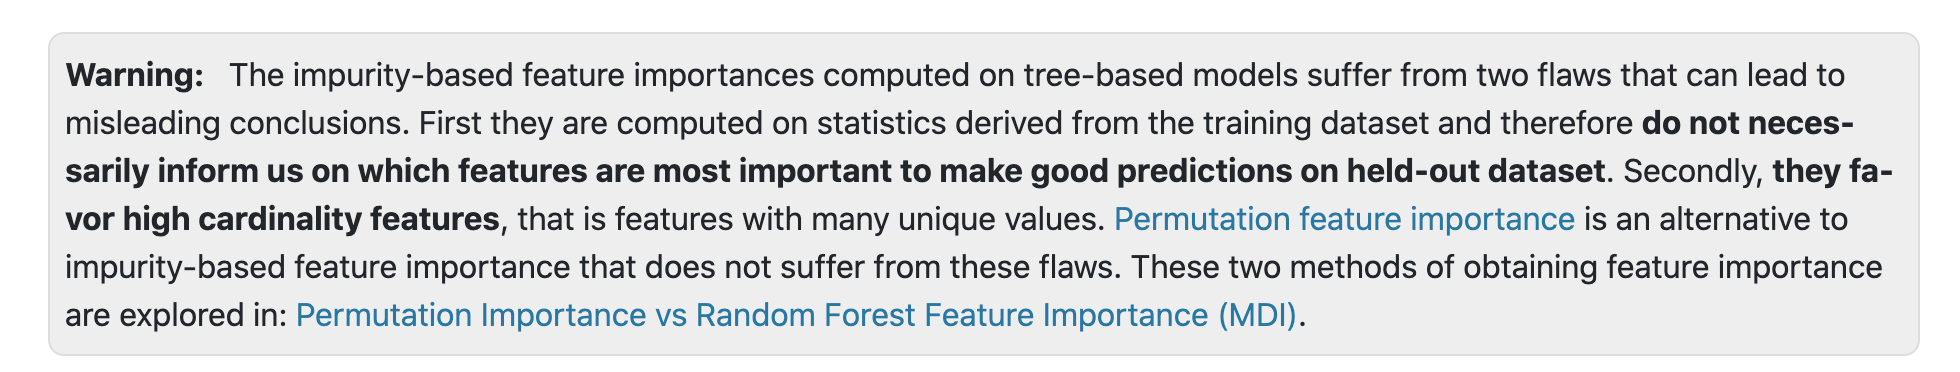 Warning: The impurity-based feature importances computed on tree-based models suffer from two flaws that can lead to
misleading conclusions. First they are computed on statistics derived from the training dataset and therefore do not neces-
sarily inform us on which features are most important to make good predictions on held-out dataset. Secondly, they fa-
vor high cardinality features, that is features with many unique values. Permutation feature importance is an alternative to
impurity-based feature importance that does not suffer from these flaws. These two methods of obtaining feature importance
are explored in: Permutation Importance vs Random Forest Feature Importance (MDI).